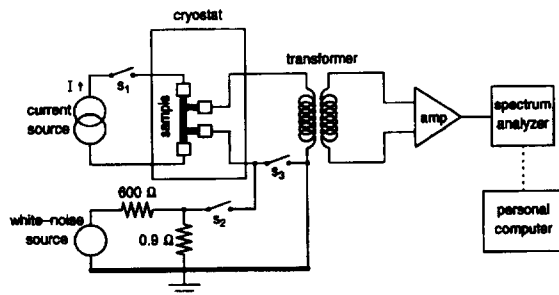 cryostat
transformer
I ↑
S1
sample
current
source
S3
600 Ω
white-noise
source
S2
0.9 Ω
amp
spectrum
analyzer
personal
computer